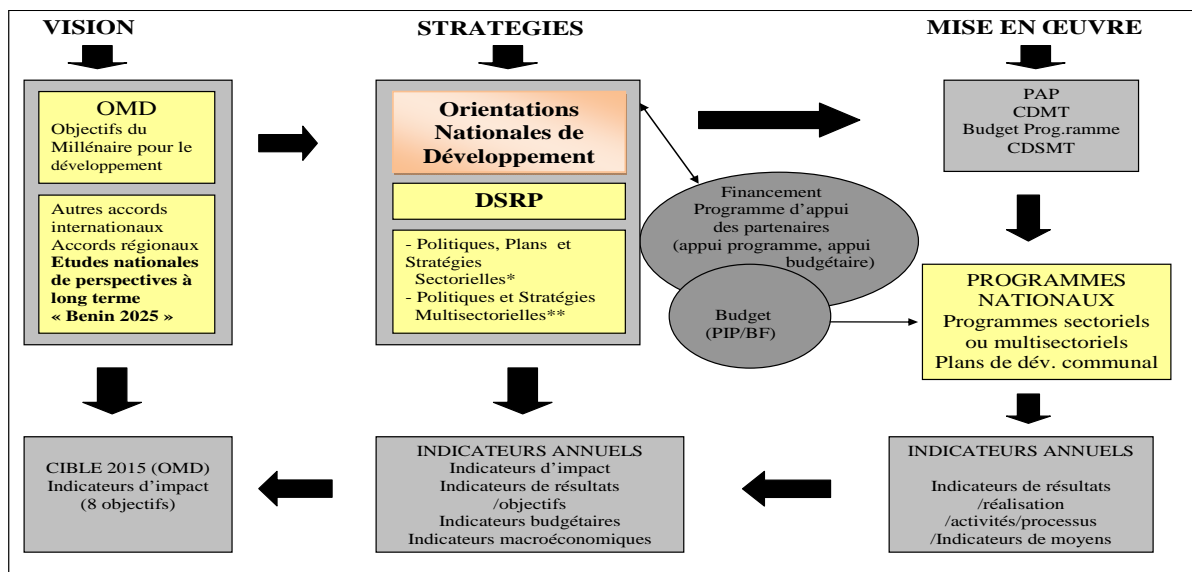 VISION
STRATEGIES
MISE EN ŒUVRE
OMD
Objectifs du
Millénaire pour le
développement
Autres accords
internationaux
Accords régionaux
Etudes nationales
de perspectives à
long terme
« Benin 2025 »
Orientations
Nationales de
Développement
DSRP
- Politiques, Plans et
Stratégies
Sectorielles*
- Politiques et Stratégies
Multisectorielles**
Financement
Programme d’appui
des partenaires
(appui programme, appui
budgétaire)
Budget
(PIP/BF)
PAP
CDMT
Budget Prog.ramme
CDSMT
PROGRAMMES
NATIONAUX
Programmes sectoriels
ou multisectoriels
Plans de dév. communal
CIBLE 2015 (OMD)
Indicateurs d’impact
(8 objectifs)
INDICATEURS ANNUELS
Indicateurs d’impact
Indicateurs de résultats
/objectifs
Indicateurs budgétaires
Indicateurs macroéconomiques
INDICATEURS ANNUELS
Indicateurs de résultats
/réalisation
/activités/processus
/Indicateurs de moyens